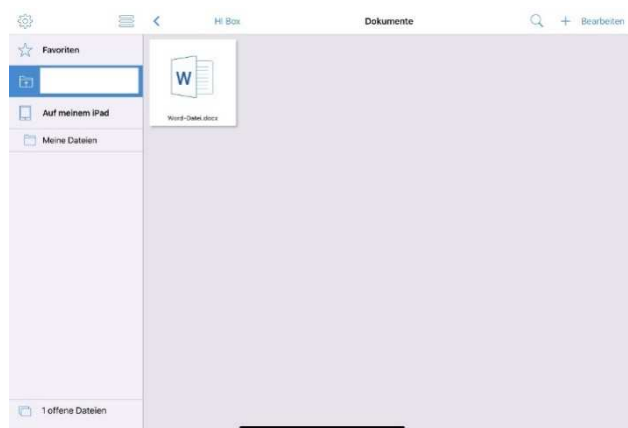 Hi Box
Dokumente
Bearbeiten
Favoriten
Auf meinem iPad
Meine Dateien
W
Word-Datei.docx
1 offene Dateien